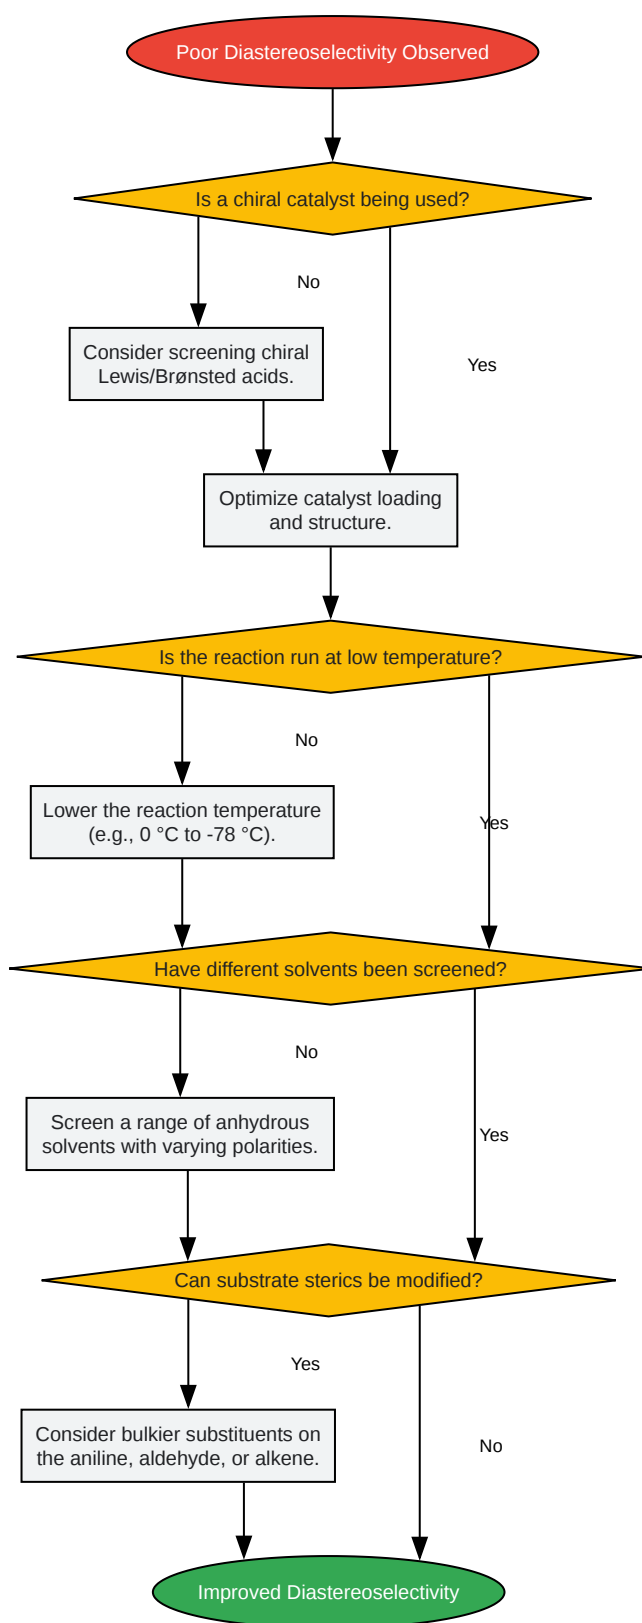 Poor Diastereoselectivity Observed
Is a chiral catalyst being used?
No
Consider screening chiral
Lewis/Brønsted acids.
Yes
Optimize catalyst loading
and structure.
Is the reaction run at low temperature?
No
Lower the reaction temperature
(e.g., 0 °C to -78 °C).
Yes
Have different solvents been screened?
No
Screen a range of anhydrous
solvents with varying polarities.
Yes
Can substrate sterics be modified?
Yes
Consider bulkier substituents on
the aniline, aldehyde, or alkene.
No
Improved Diastereoselectivity